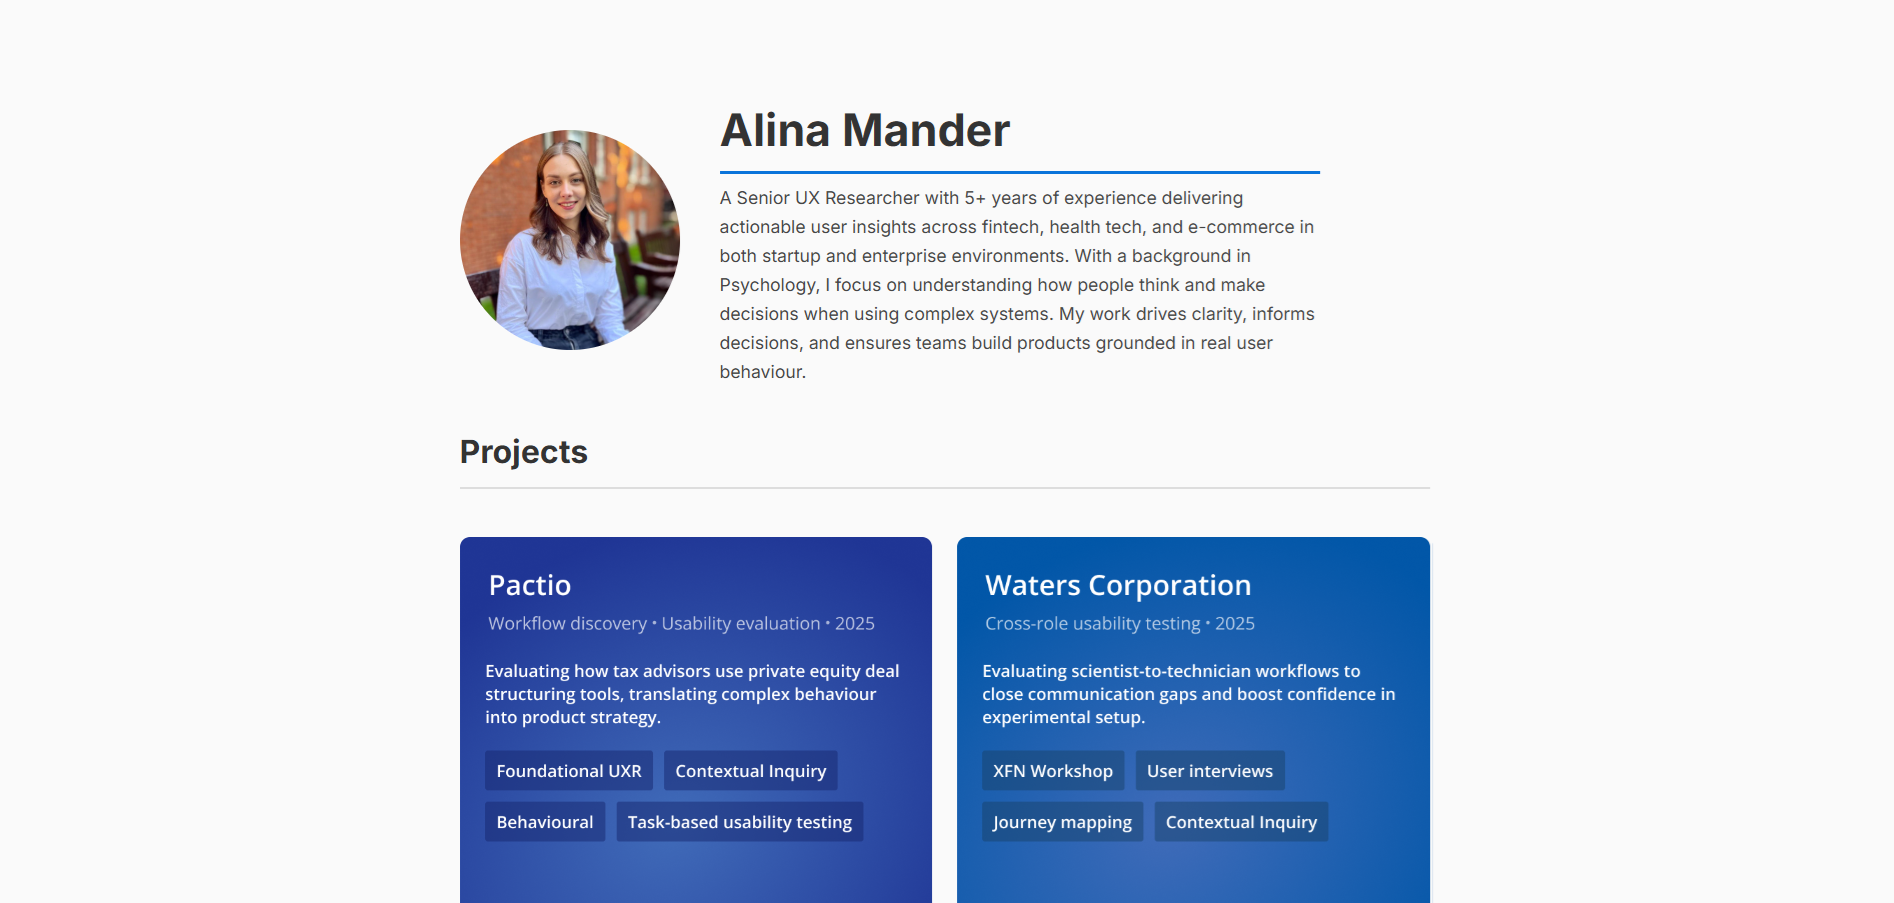 Alina Mander
A Senior UX Researcher with 5+ years of experience delivering
actionable user insights across fintech, health tech, and e-commerce in
both startup and enterprise environments. With a background in
Psychology, I focus on understanding how people think and make
decisions when using complex systems. My work drives clarity, informs
decisions, and ensures teams build products grounded in real user
behaviour.
Projects
Pactio
Workflow discovery • Usability evaluation • 2025
Evaluating how tax advisors use private equity deal
structuring tools, translating complex behaviour
into product strategy.
Foundational UXR
Contextual Inquiry
Behavioural
Task-based usability testing
Waters Corporation
Cross-role usability testing • 2025
Evaluating scientist-to-technician workflows to
close communication gaps and boost confidence in
experimental setup.
XFN Workshop
User interviews
Journey mapping
Contextual Inquiry